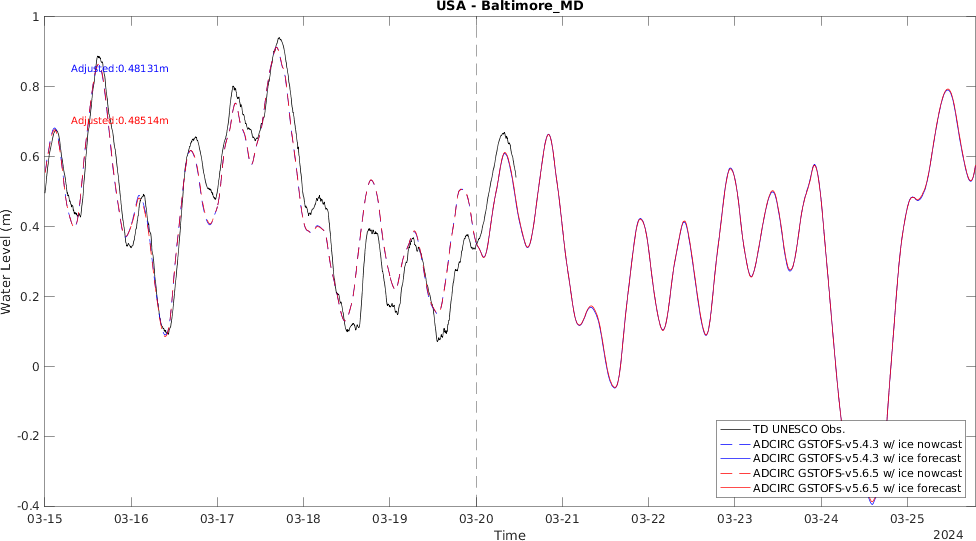 USA - Baltimore_MD
1
0.8
0.6
0.4
0.2
0
-0.2
-0.4
Water Level (m)
Adjusted:0.48131m
Adjusted:0.48514m
TD UNESCO Obs.
ADCIRC GSTOFS-v5.4.3 w/ ice nowcast
ADCIRC GSTOFS-v5.4.3 w/ ice forecast
ADCIRC GSTOFS-v5.6.5 w/ ice nowcast
ADCIRC GSTOFS-v5.6.5 w/ ice forecast
03-15 03-16 03-17 03-18 03-19 03-20 03-21 03-22 03-23 03-24 03-25
Time
2024